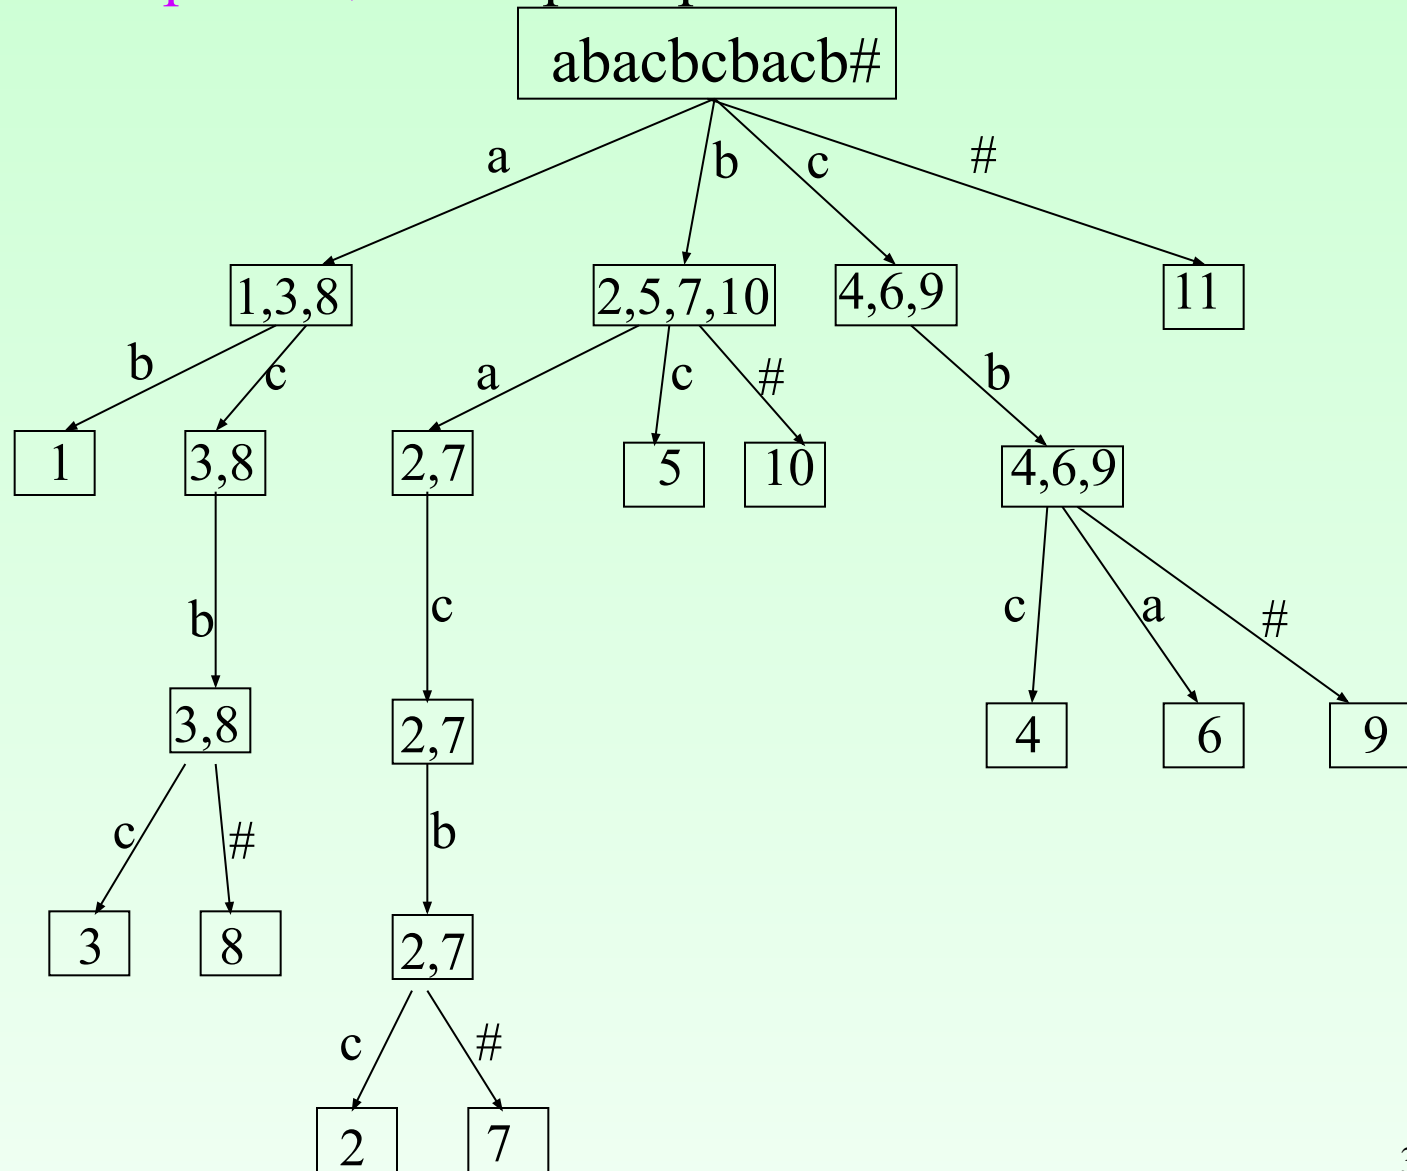 abacbcbacb#
a b c #
1,3,8 2,5,7,10 4,6,9 11
b c a c # b
1 3,8 2,7 5 10 4,6,9
b c c a #
3,8 2,7 4 6 9
c # b
3 8 2,7
c #
2 7